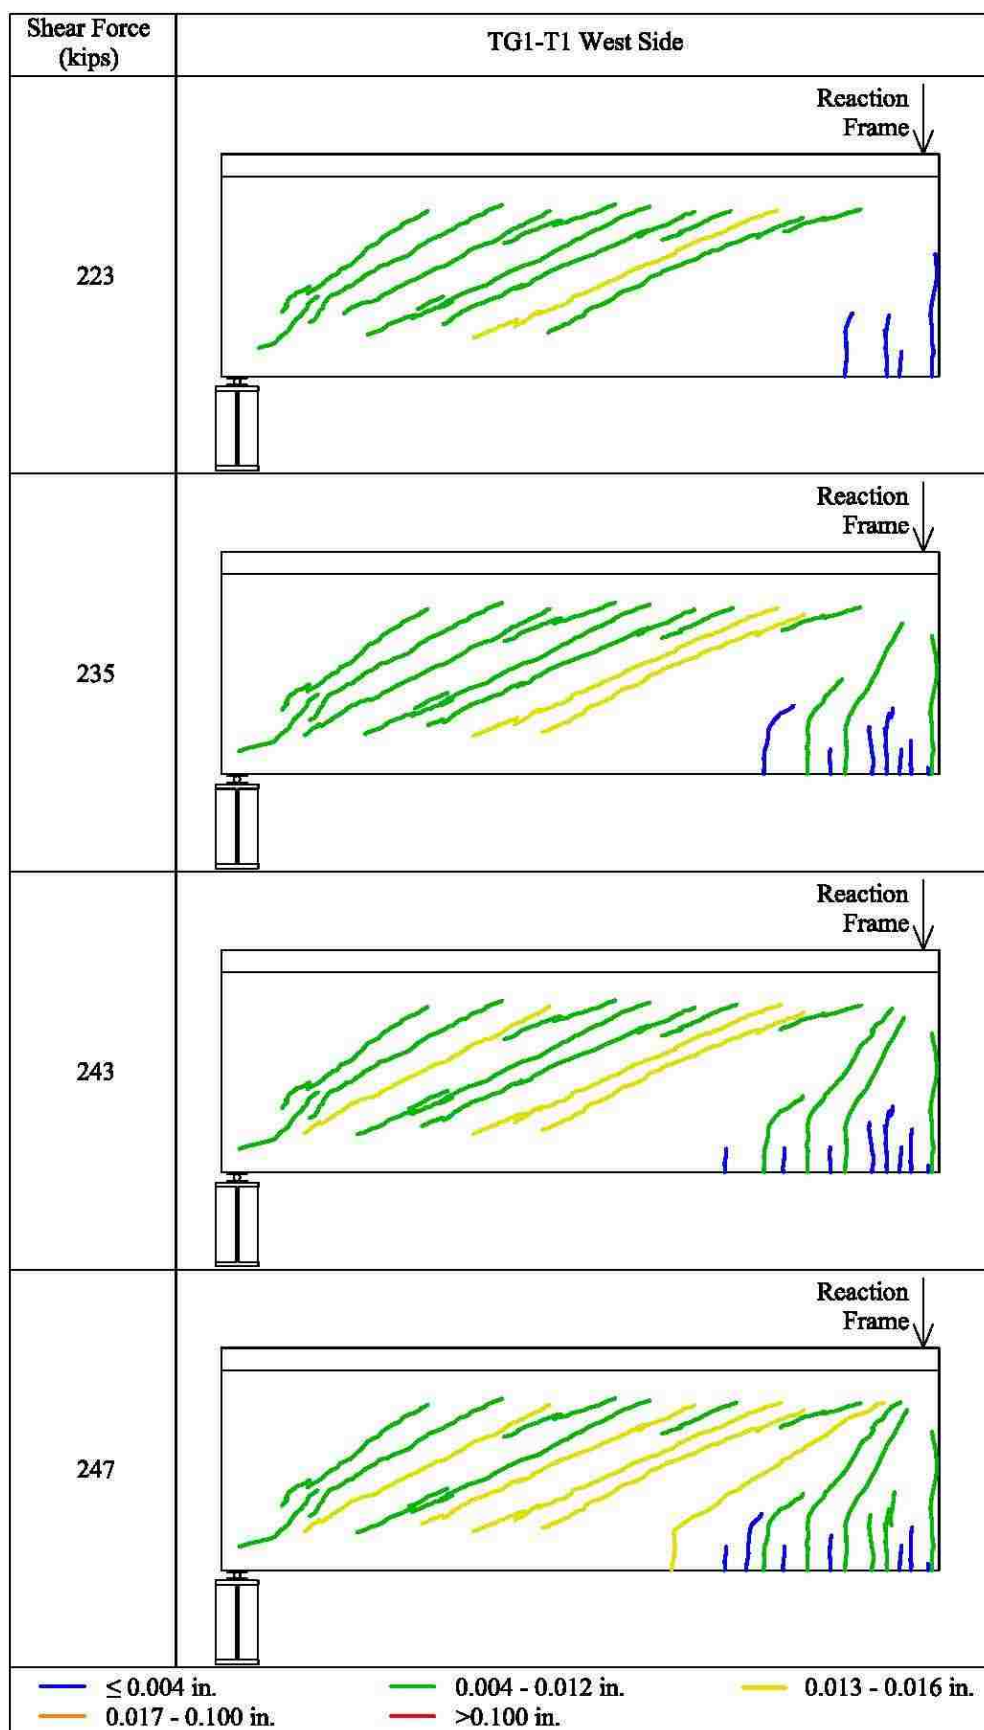 Shear Force
(kips)
TG1-T1 West Side
223
Reaction
Frame
235
Reaction
Frame
243
Reaction
Frame
247
Reaction
Frame
≤ 0.004 in.
0.004 - 0.012 in.
0.013 - 0.016 in.
0.017 - 0.100 in.
>0.100 in.